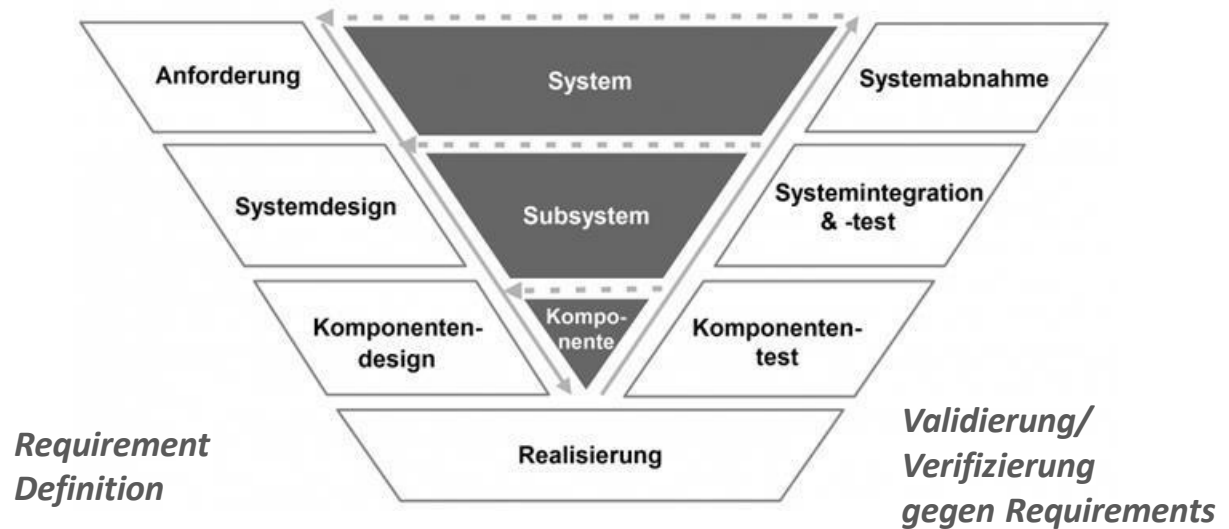 Anforderung
System
Systemabnahme
Systemdesign
Subsystem
Systemintegration
& -test
Komponenten-
design
Kompo-
nente
Komponenten-
test
Realisierung
Requirement
Definition
Validierung/
Verifizierung
gegen Requirements